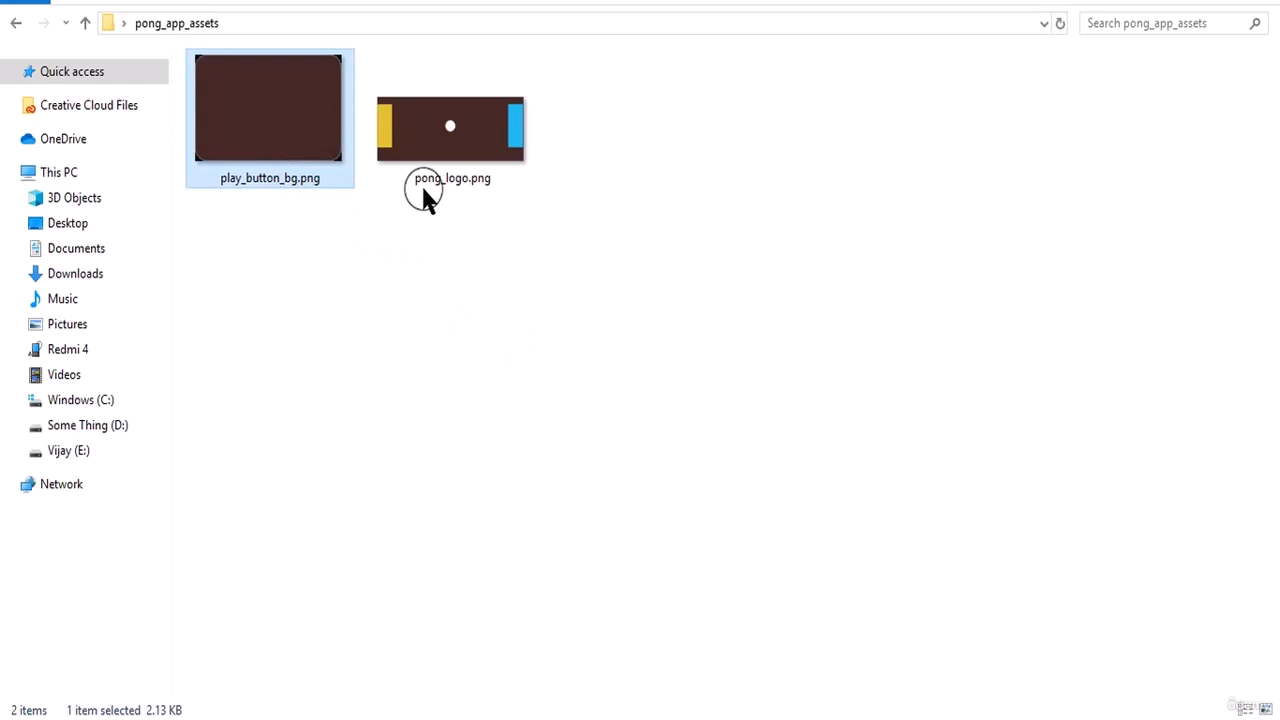 pong_app_assets
Search pong_app_assets
Quick access
Creative Cloud Files
OneDrive
This PC
3D Objects
Desktop
Documents
Downloads
Music
Pictures
Redmi 4
Videos
Windows (C:)
Some Thing (D:)
Vijay (E:)
Network
play_button_bg.png
pong_logo.png
2 items
1 item selected 2.13 KB